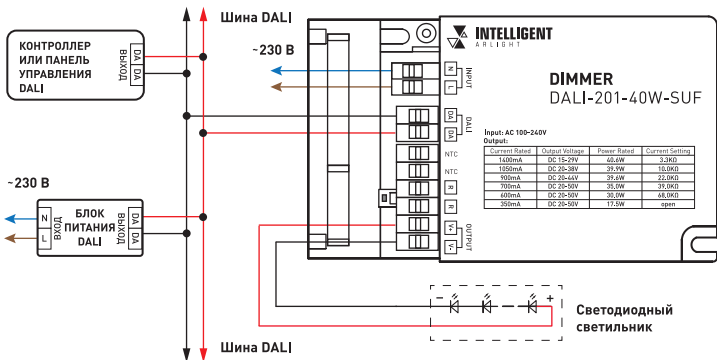 Шина DALI
КОНТРОЛЛЕР
ИЛИ ПАНЕЛЬ
УПРАВЛЕНИЯ
DALI
ВЫХОД
DA
DA
~230 В
N
L
INPUT
DA
DA
DALI
NTC
NTC
R
R
V+
V-
OUTPUT
INTELLIGENT
ARLIGHT
DIMMER
DALI-201-40W-SUF
Input: AC 100-240V
Output:
Current Rated Output Voltage Power Rated Current Setting
1400mA DC 15-29V 40.6W 3.3KΩ
1050mA DC 20-38V 39.9W 10.0KΩ
900mA DC 20-44V 39.6W 22.0KΩ
700mA DC 20-50V 35.0W 39.0KΩ
600mA DC 20-50V 30.0W 68.0KΩ
350mA DC 20-50V 17.5W open
~230 В
N
L
ВХОД
БЛОК
ПИТАНИЯ
DALI
ВЫХОД
DA
DA
− +
Светодиодный
светильник
Шина DALI